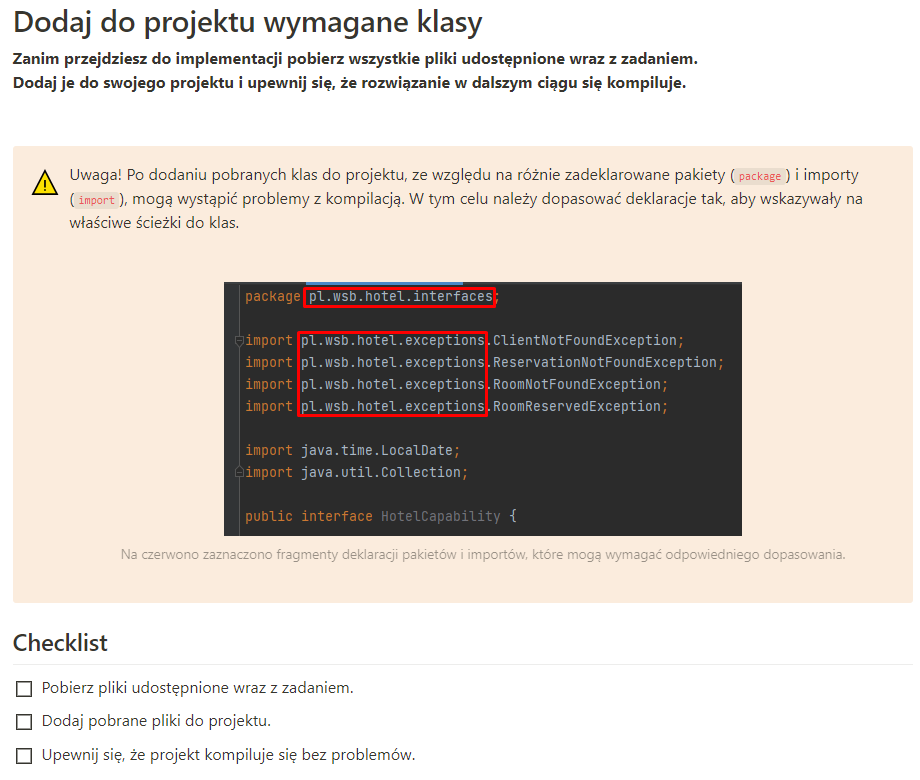 Dodaj do projektu wymagane klasy
Zanim przejdziesz do implementacji pobierz wszystkie pliki udostępnione wraz z zadaniem.
Dodaj je do swojego projektu i upewnij się, że rozwiązanie w dalszym ciągu się kompiluje.
Uwaga! Po dodaniu pobranych klas do projektu, ze względu na różnie zadeklarowane pakiety (package) i importy
(import), mogą wystąpić problemy z kompilacją. W tym celu należy dopasować deklaracje tak, aby wskazywały na
właściwe ścieżki do klas.
package pl.wsb.hotel.interfaces;
import pl.wsb.hotel.exceptions.ClientNotFoundException;
import pl.wsb.hotel.exceptions.ReservationNotFoundException;
import pl.wsb.hotel.exceptions.RoomNotFoundException;
import pl.wsb.hotel.exceptions.RoomReservedException;
import java.time.LocalDate;
import java.util.Collection;
public interface HotelCapability {
Na czerwono zaznaczono fragmenty deklaracji pakietów i importów, które mogą wymagać odpowiedniego dopasowania.
Checklist
Pobierz pliki udostępnione wraz z zadaniem.
Dodaj pobrane pliki do projektu.
Upewnij się, że projekt kompiluje się bez problemów.